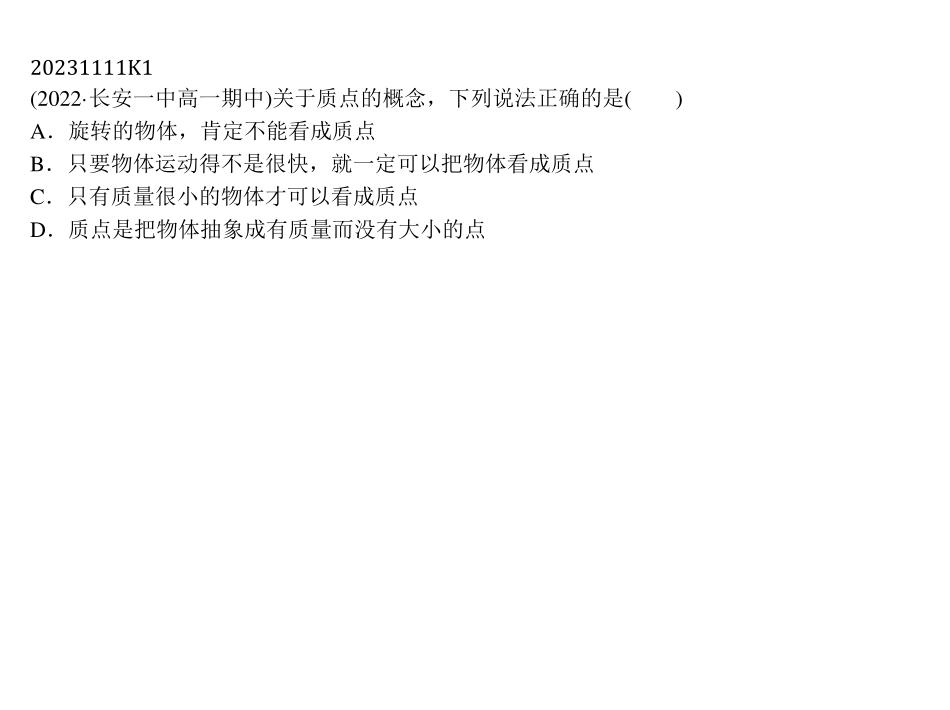 20231111K1
(2022·长安一中高一期中)关于质点的概念，下列说法正确的是(　　)
A．旋转的物体，肯定不能看成质点
B．只要物体运动得不是很快，就一定可以把物体看成质点
C．只有质量很小的物体才可以看成质点
D．质点是把物体抽象成有质量而没有大小的点